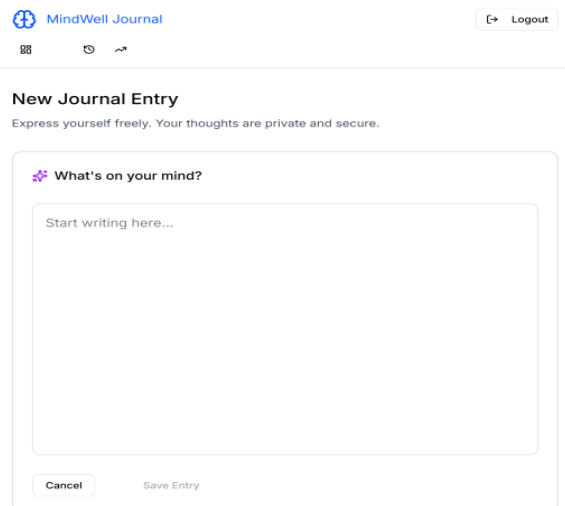 MindWell Journal
Logout
New Journal Entry
Express yourself freely. Your thoughts are private and secure.
What's on your mind?
Start writing here...
Cancel
Save Entry